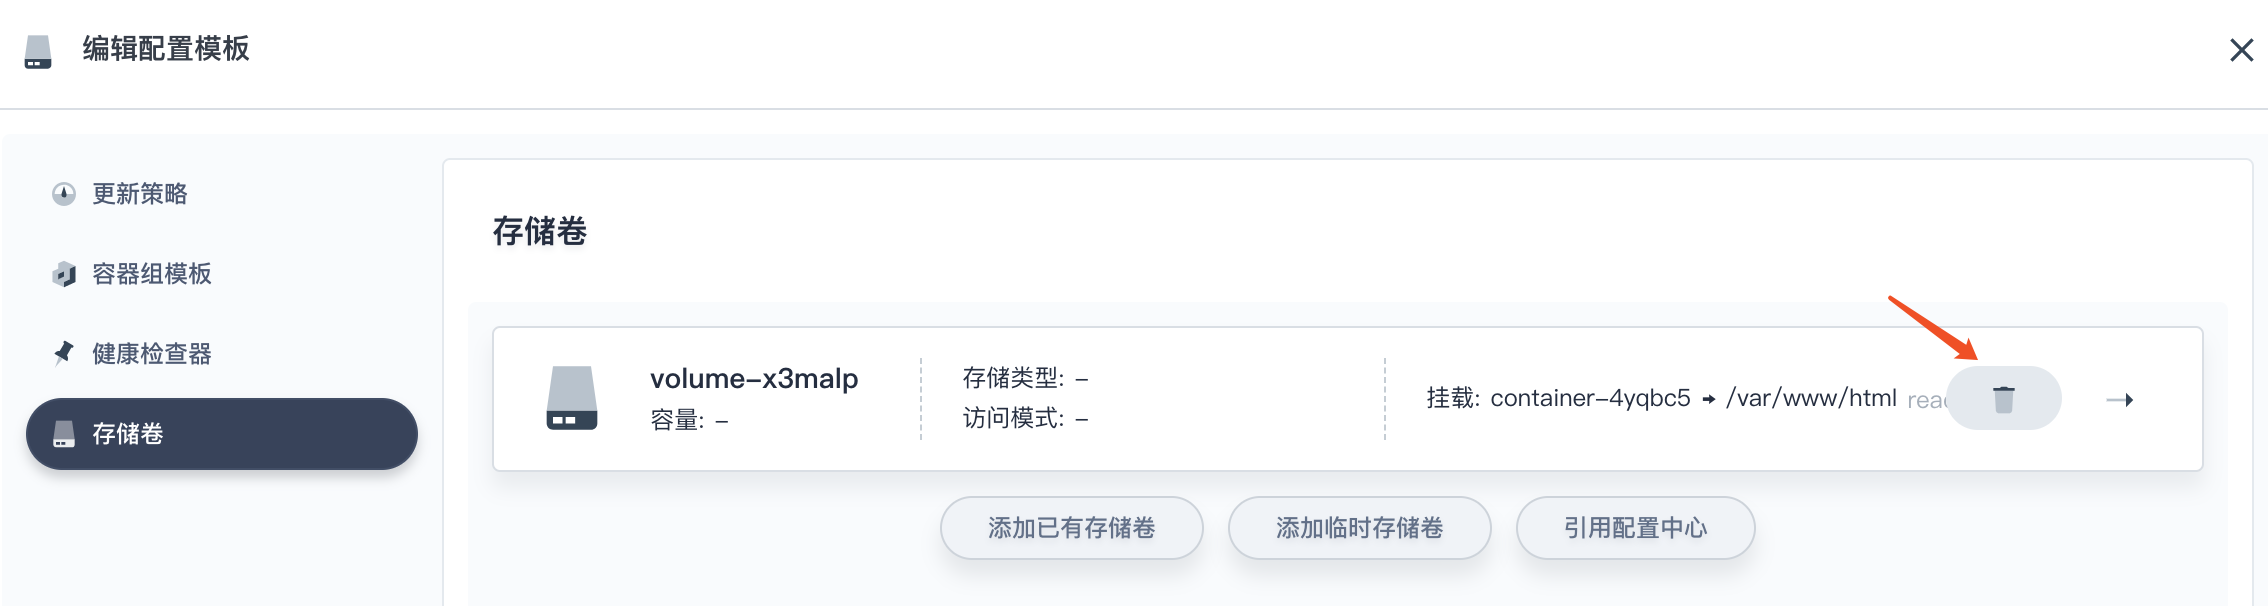 编辑配置模板
更新策略
容器组模板
健康检查器
存储卷
存储卷
volume-x3malp
容量: –
存储类型: –
访问模式: –
挂载: container-4yqbc5 → /var/www/html
添加已有存储卷
添加临时存储卷
引用配置中心